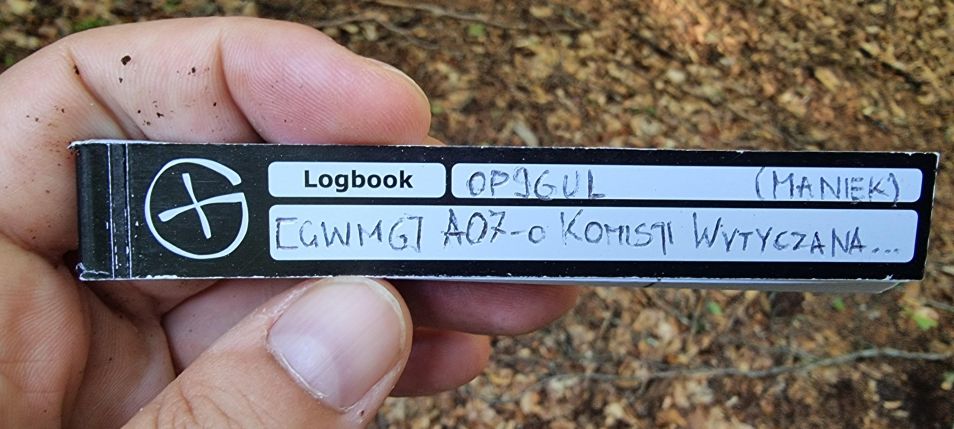 Logbook OP9GUL (MANIEK)
[GWMG] A07-O KOMISJI WYTYCZANA...